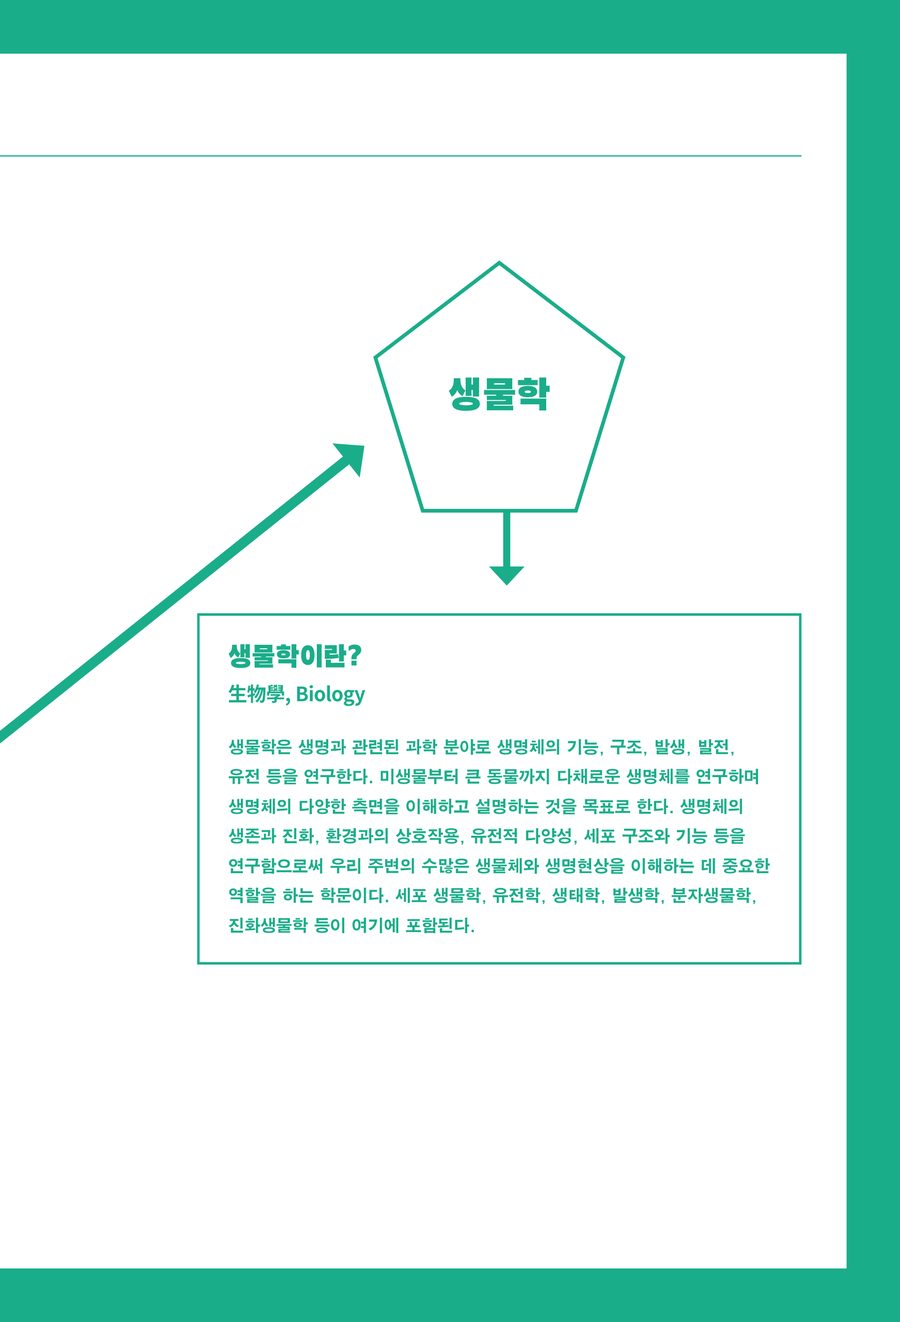 생물학
생물학이란?
生物學, Biology
생물학은 생명과 관련된 과학 분야로 생명체의 기능, 구조, 발생, 발전,
유전 등을 연구한다. 미생물부터 큰 동물까지 다채로운 생명체를 연구하며
생명체의 다양한 측면을 이해하고 설명하는 것을 목표로 한다. 생명체의
생존과 진화, 환경과의 상호작용, 유전적 다양성, 세포 구조와 기능 등을
연구함으로써 우리 주변의 수많은 생물체와 생명현상을 이해하는 데 중요한
역할을 하는 학문이다. 세포 생물학, 유전학, 생태학, 발생학, 분자생물학,
진화생물학 등이 여기에 포함된다.